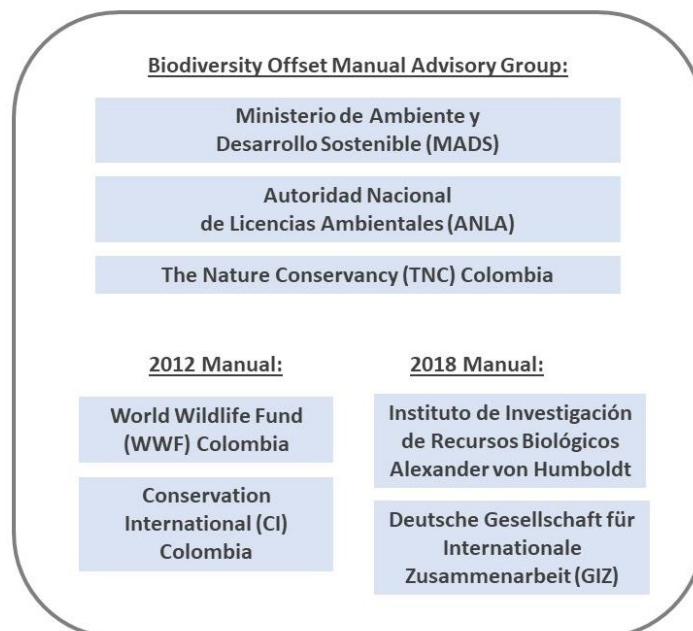 Biodiversity Offset Manual Advisory Group:
Ministerio de Ambiente y
Desarrollo Sostenible (MADS)
Autoridad Nacional
de Licencias Ambientales (ANLA)
The Nature Conservancy (TNC) Colombia
2012 Manual:
World Wildlife Fund
(WWF) Colombia
Conservation
International (CI)
Colombia
2018 Manual:
Instituto de Investigación
de Recursos Biológicos
Alexander von Humboldt
Deutsche Gesellschaft für
Internationale
Zusammenarbeit (GIZ)